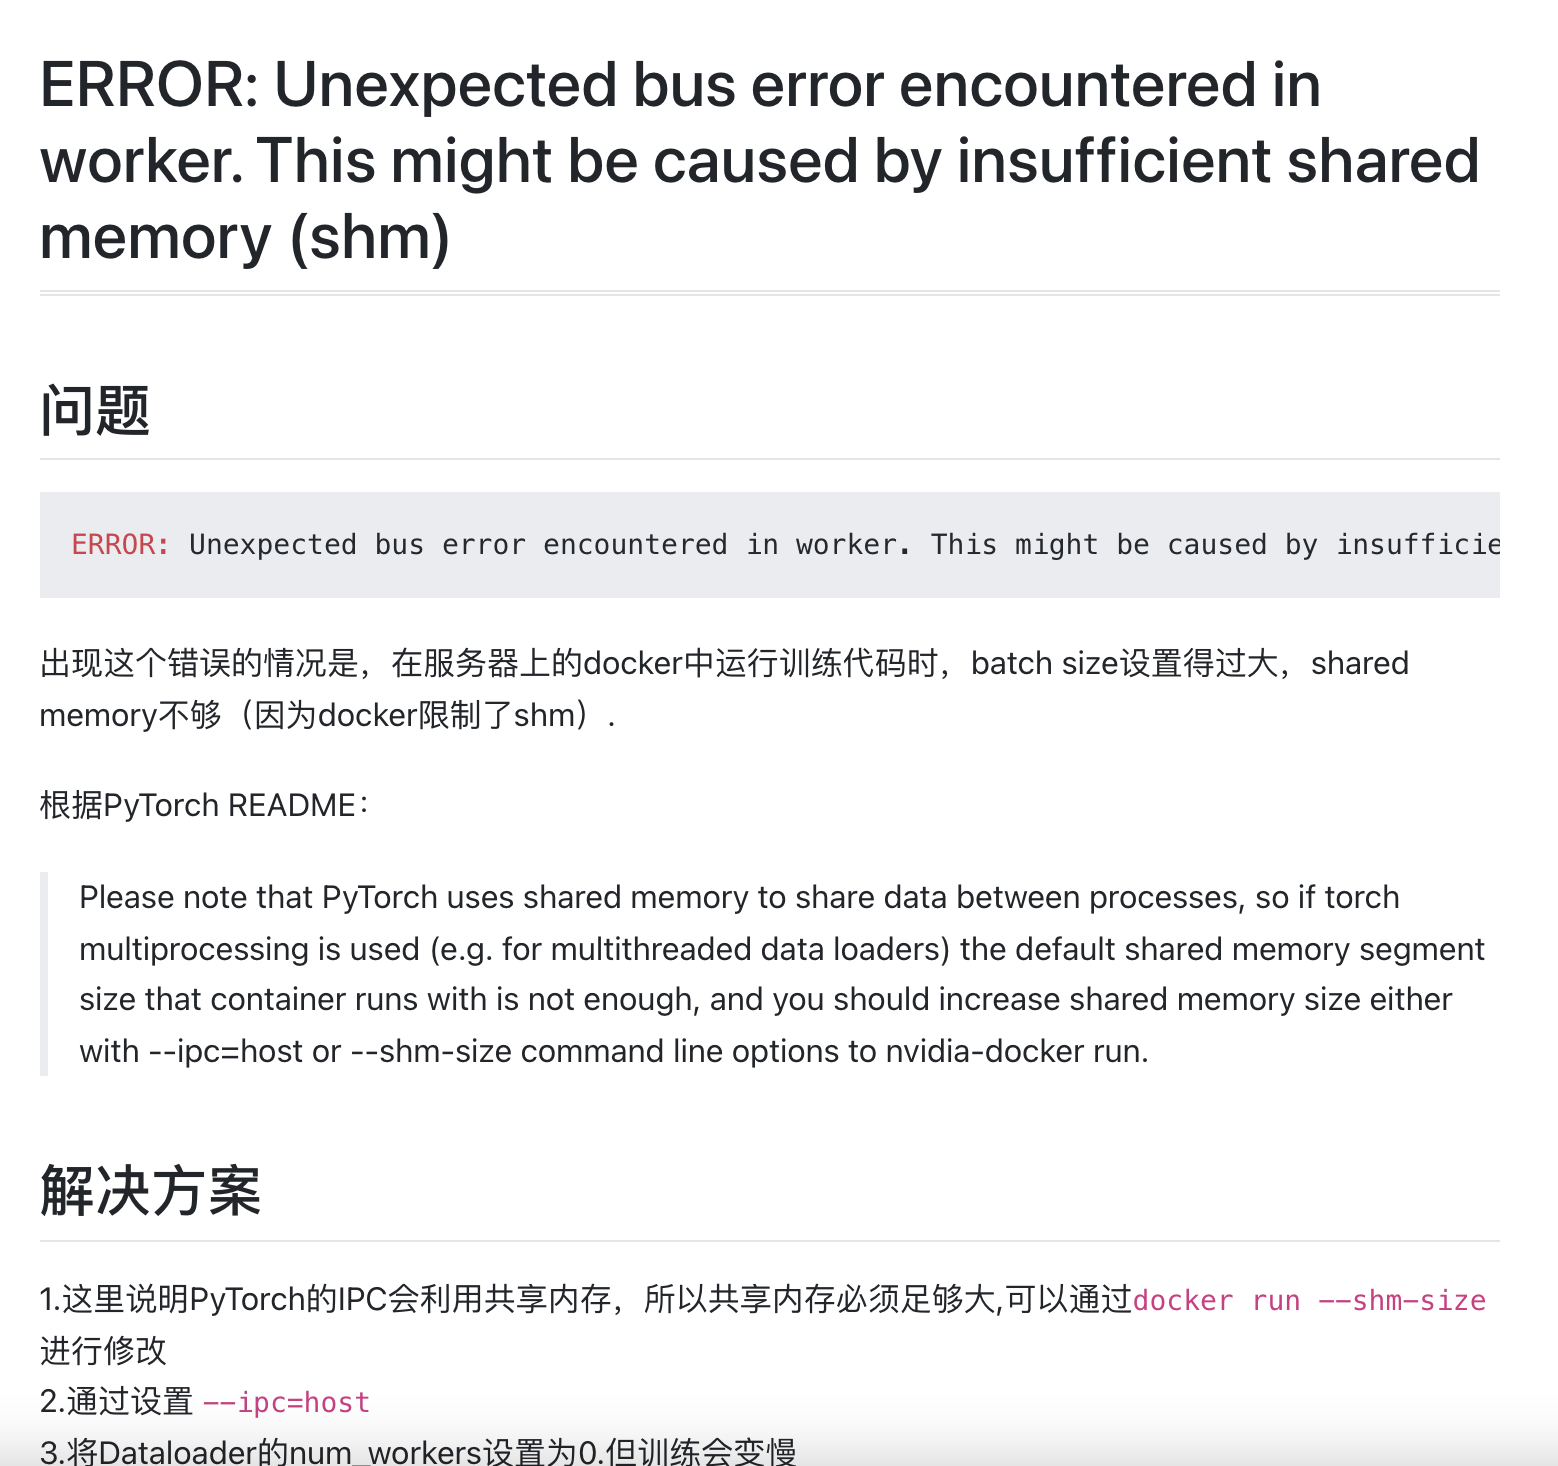 ERROR: Unexpected bus error encountered in
worker. This might be caused by insufficient shared
memory (shm)
问题
ERROR: Unexpected bus error encountered in worker. This might be caused by insufficie
出现这个错误的情况是，在服务器上的docker中运行训练代码时，batch size设置得过大，shared
memory不够（因为docker限制了shm）.
根据PyTorch README：
Please note that PyTorch uses shared memory to share data between processes, so if torch
multiprocessing is used (e.g. for multithreaded data loaders) the default shared memory segment
size that container runs with is not enough, and you should increase shared memory size either
with --ipc=host or --shm-size command line options to nvidia-docker run.
解决方案
1.这里说明PyTorch的IPC会利用共享内存，所以共享内存必须足够大,可以通过docker run --shm-size
进行修改
2.通过设置 --ipc=host
3.将Dataloader的num_workers设置为0.但训练会变慢